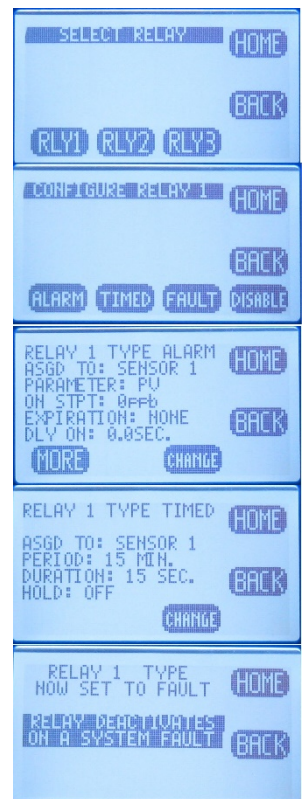 SELECT RELAY
HOME
BACK
RLY1 RLY2 RLY3
CONFIGURE RELAY 1
HOME
BACK
ALARM TIMED FAULT DISABLE
RELAY 1 TYPE ALARM
HOME
ASGD TO: SENSOR 1
PARAMETER: PV
ON STPT: 0ppb
EXPIRATION: NONE
BACK
DLY ON: 0.0SEC.
MORE CHANGE
RELAY 1 TYPE TIMED
HOME
ASGD TO: SENSOR 1
PERIOD: 15 MIN.
DURATION: 15 SEC.
BACK
HOLD: OFF
CHANGE
RELAY 1 TYPE
NOW SET TO FAULT
HOME
RELAY DEACTIVATES
ON A SYSTEM FAULT
BACK